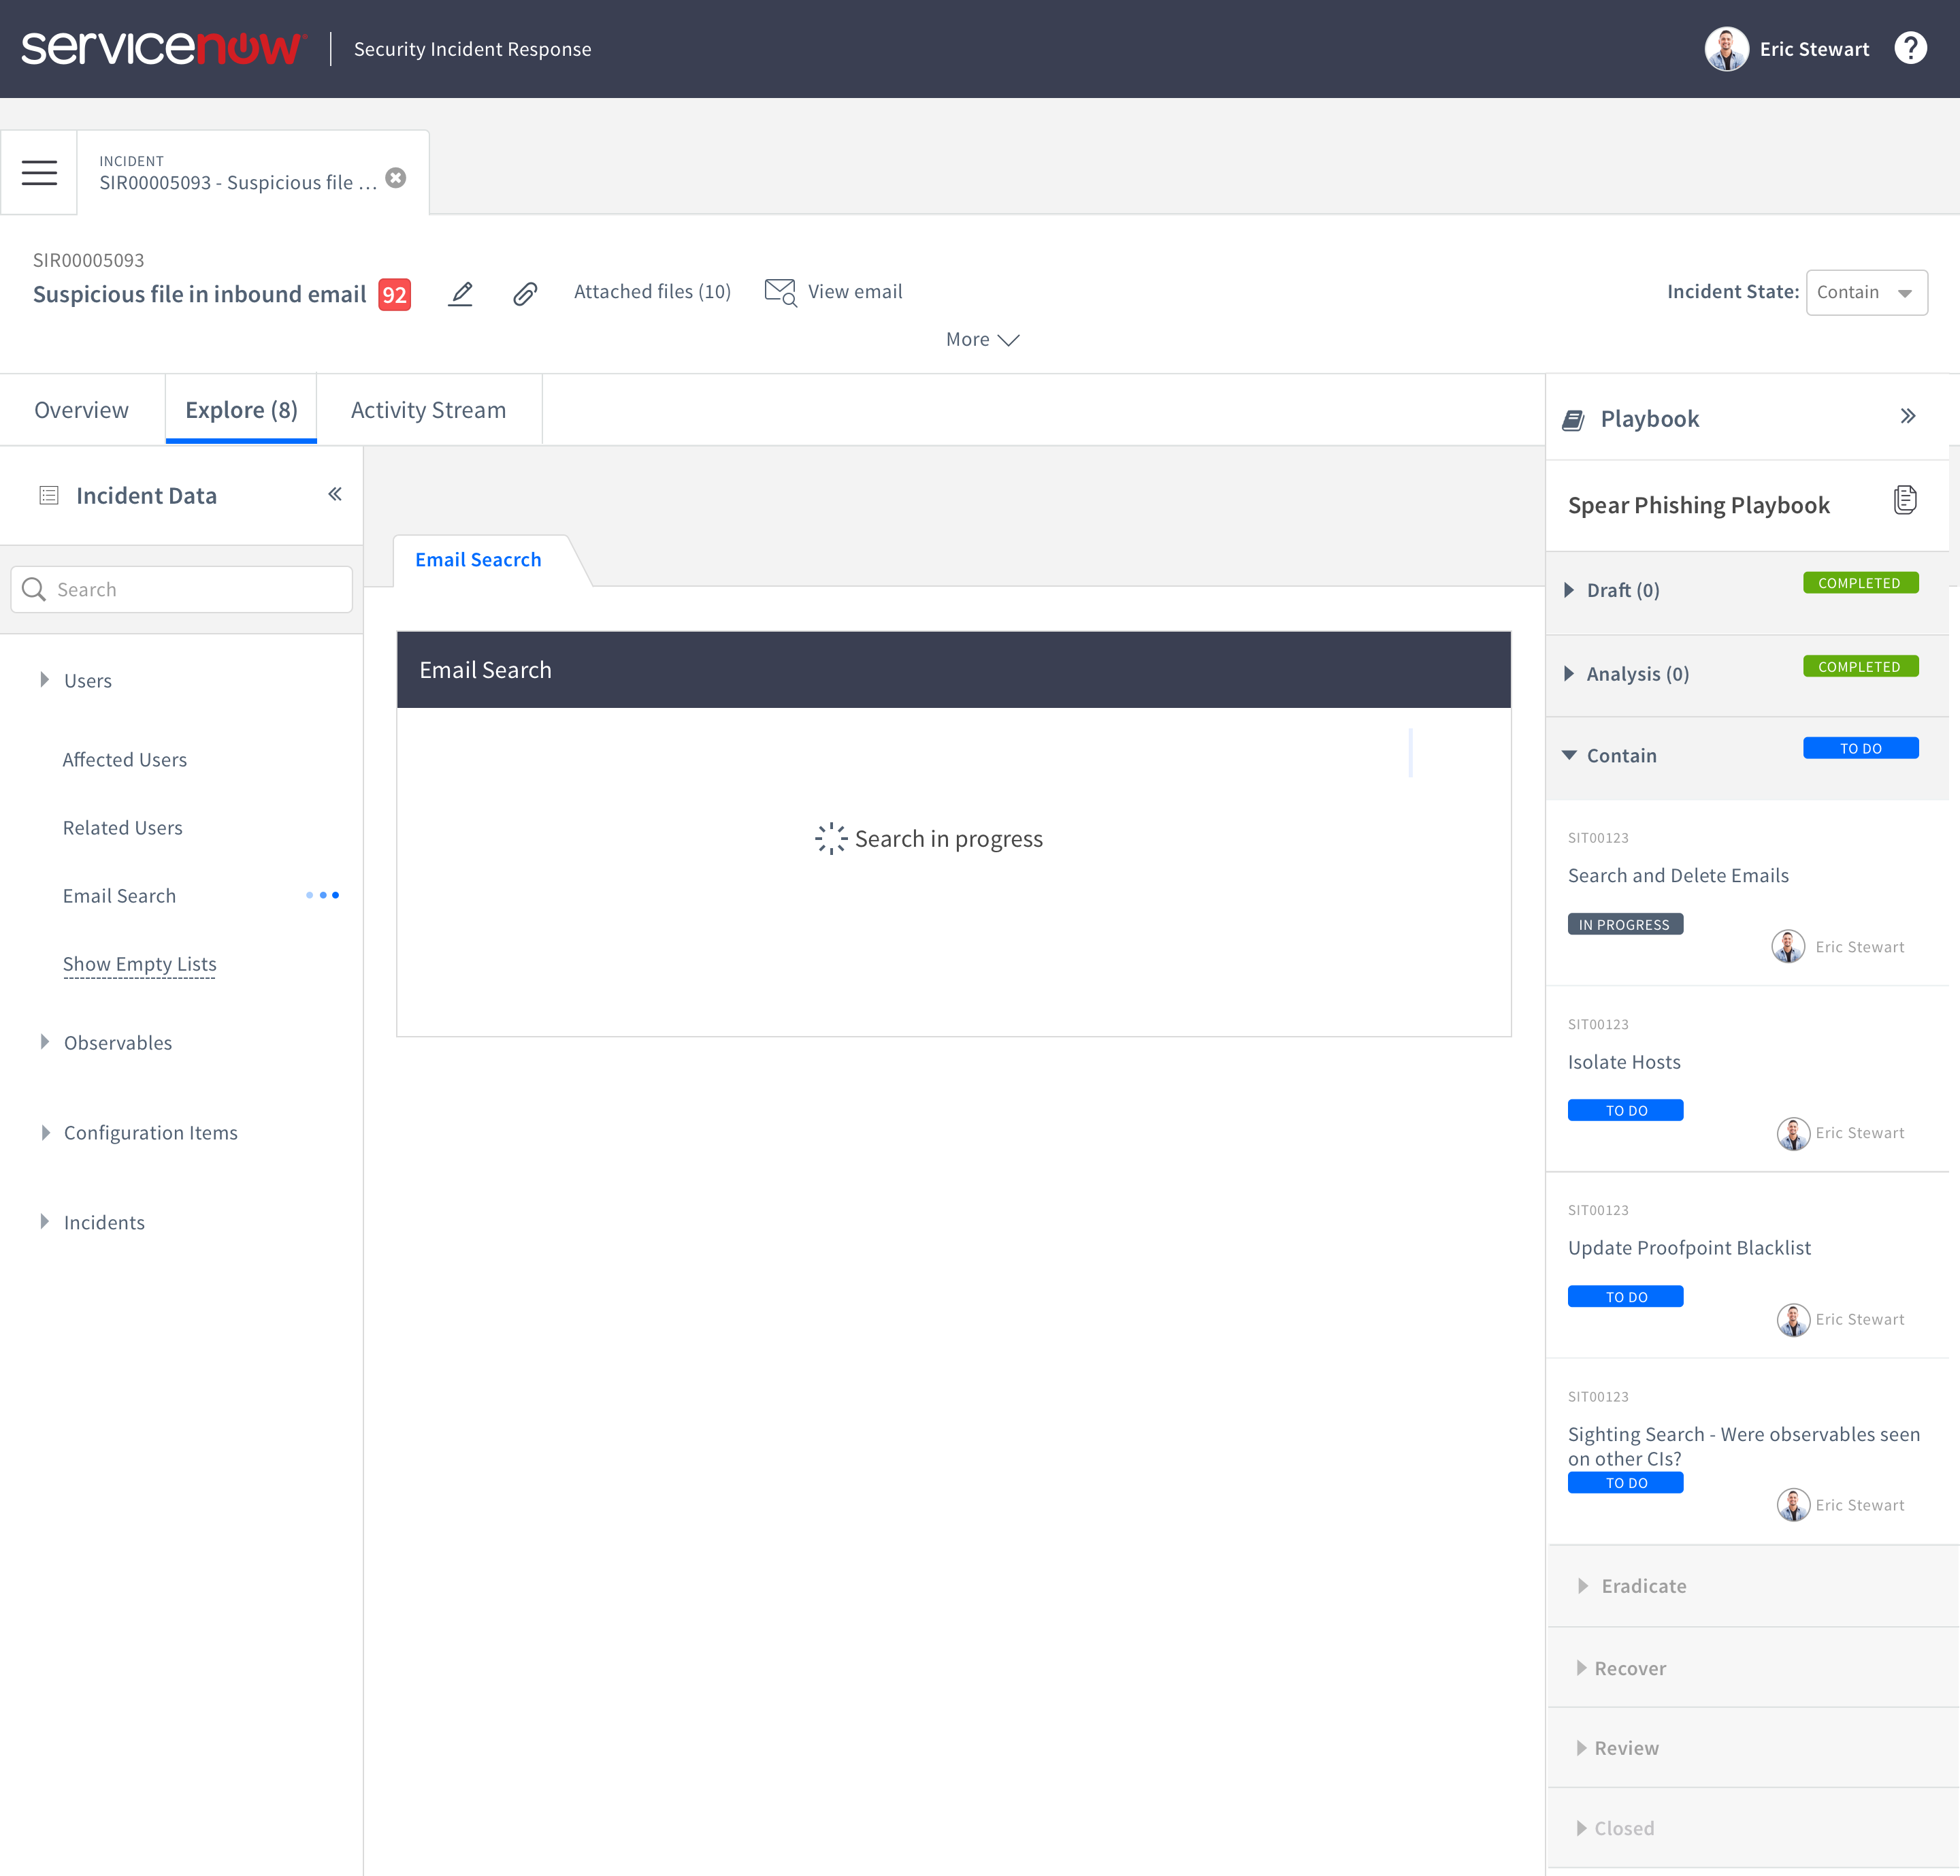 servicenow
Security Incident Response
Eric Stewart
?
INCIDENT
SIR00005093 - Suspicious file ...
SIR00005093
Suspicious file in inbound email 92
Attached files (10)
View email
Incident State: Contain
More
Overview
Explore (8)
Activity Stream
Incident Data
Search
Users
Affected Users
Related Users
Email Search
Show Empty Lists
Observables
Configuration Items
Incidents
Email Seacrch
Email Search
Search in progress
Playbook
Spear Phishing Playbook
Draft (0)
COMPLETED
Analysis (0)
COMPLETED
Contain
TO DO
SIT00123
Search and Delete Emails
IN PROGRESS
Eric Stewart
SIT00123
Isolate Hosts
TO DO
Eric Stewart
SIT00123
Update Proofpoint Blacklist
TO DO
Eric Stewart
SIT00123
Sighting Search - Were observables seen
on other CIs?
TO DO
Eric Stewart
Eradicate
Recover
Review
Closed